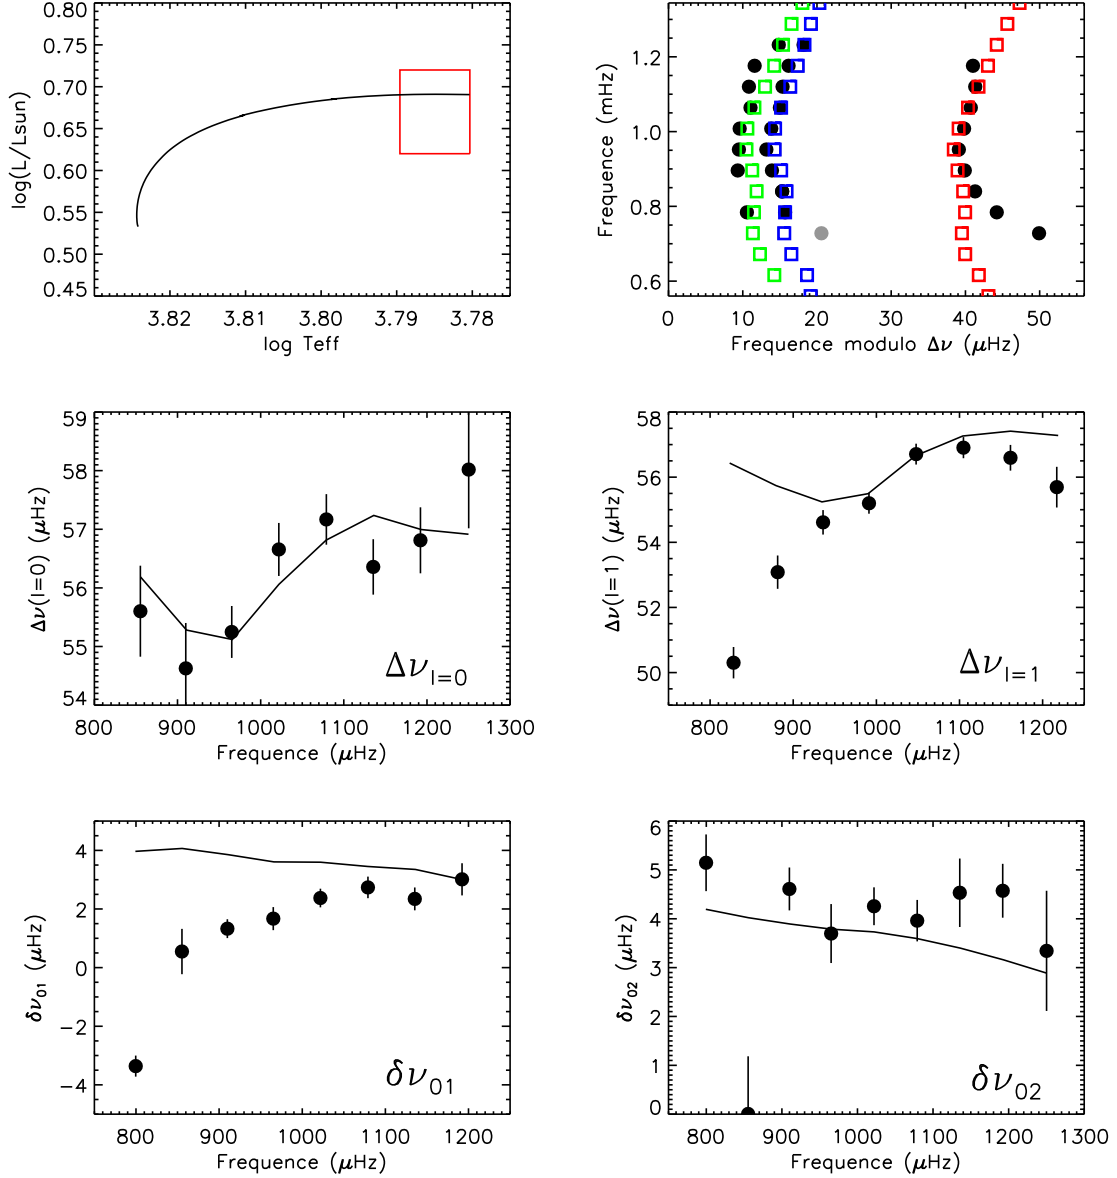 0.80
0.75
0.70
0.65
0.60
0.55
0.50
0.45
log(L/Lsun)
3.82 3.81 3.80 3.79 3.78
log Teff
1.2
1.0
0.8
0.6
Frequence (mHz)
0 10 20 30 40 50
Frequence modulo Δν (μHz)
59
58
57
56
55
54
Δν(l=0) (μHz)
Δν l=0
800 900 1000 1100 1200 1300
Frequence (μHz)
58
56
54
52
50
Δν(l=1) (μHz)
Δν l=1
800 900 1000 1100 1200
Frequence (μHz)
4
2
0
−2
−4
δν01 (μHz)
δν01
800 900 1000 1100 1200
Frequence (μHz)
6
5
4
3
2
1
0
δν02 (μHz)
δν02
800 900 1000 1100 1200 1300
Frequence (μHz)